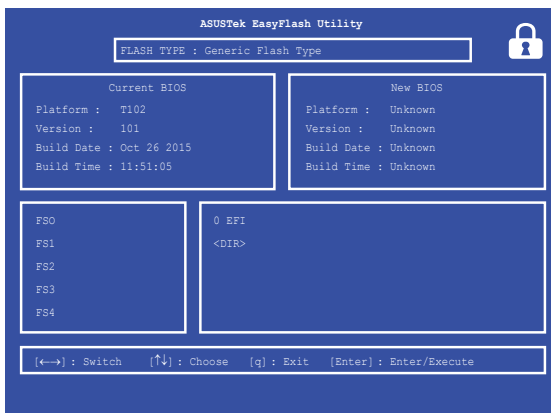 ASUSTek EasyFlash Utility
FLASH TYPE : Generic Flash Type
Current BIOS
Platform : T102
Version : 101
Build Date : Oct 26 2015
Build Time : 11:51:05
New BIOS
Platform : Unknown
Version : Unknown
Build Date : Unknown
Build Time : Unknown
FSO
FS1
FS2
FS3
FS4
0 EFI
<DIR>
[←→] : Switch [↑↓] : Choose [q] : Exit [Enter] : Enter/Execute